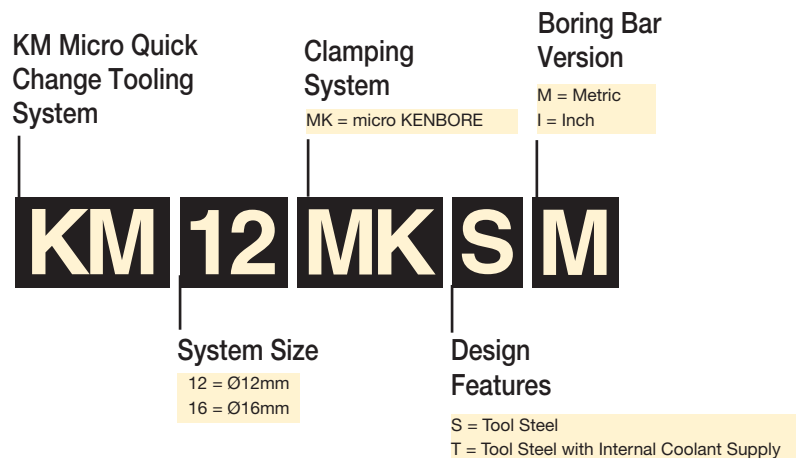 KM Micro Quick
Change Tooling
System
Clamping
System
MK = micro KENBORE
Boring Bar
Version
M = Metric
I = Inch
KM 12 MK S M
System Size
12 = Ø12mm
16 = Ø16mm
Design
Features
S = Tool Steel
T = Tool Steel with Internal Coolant Supply